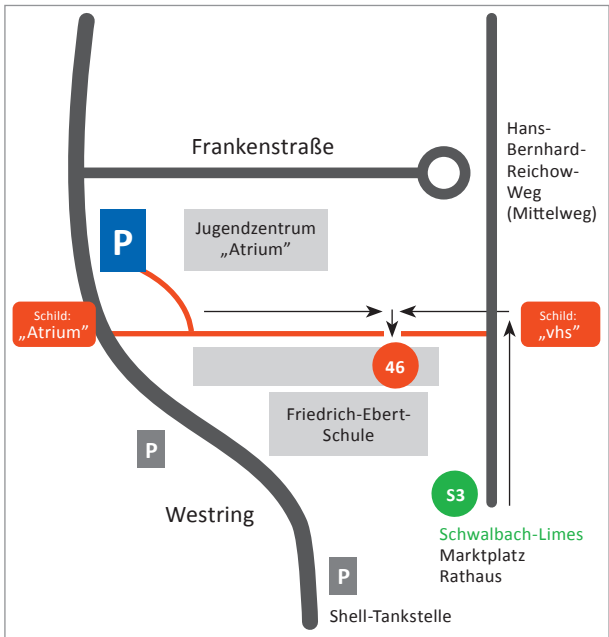 Frankenstraße
Hans-
Bernhard-
Reichow-
Weg
(Mittelweg)
P
Jugendzentrum
„Atrium”
Schild:
„Atrium”
Schild:
„vhs”
46
Friedrich-Ebert-
Schule
P
S3
Westring
Schwalbach-Limes
Marktplatz
Rathaus
P
Shell-Tankstelle